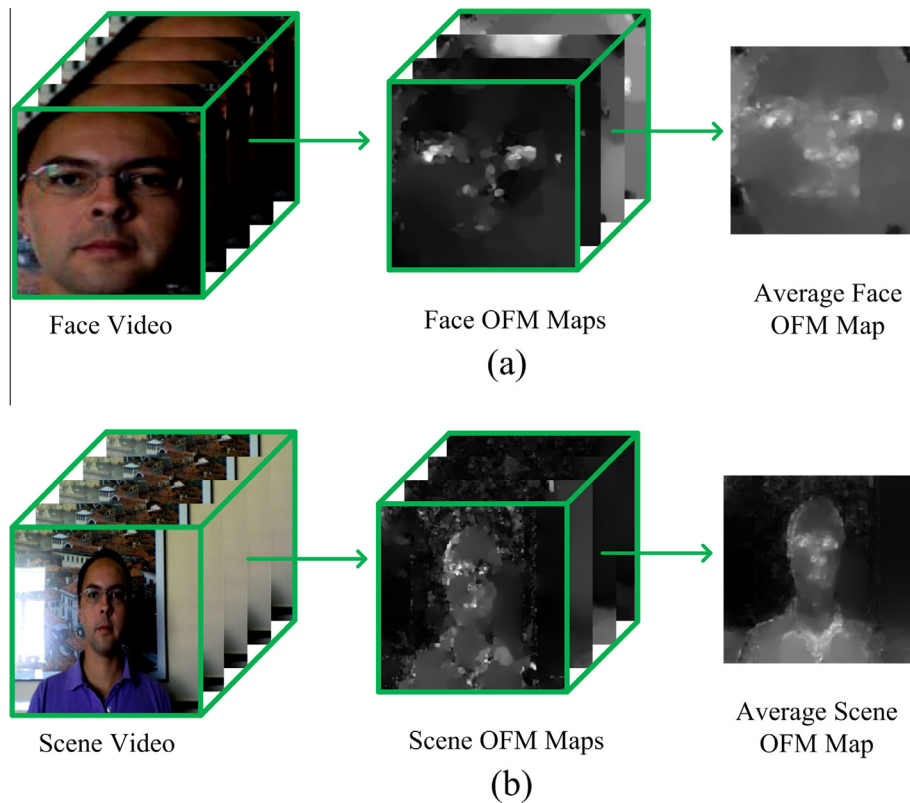 Face Video
Face OFM Maps
Average Face
OFM Map
(a)
Scene Video
Scene OFM Maps
Average Scene
OFM Map
(b)